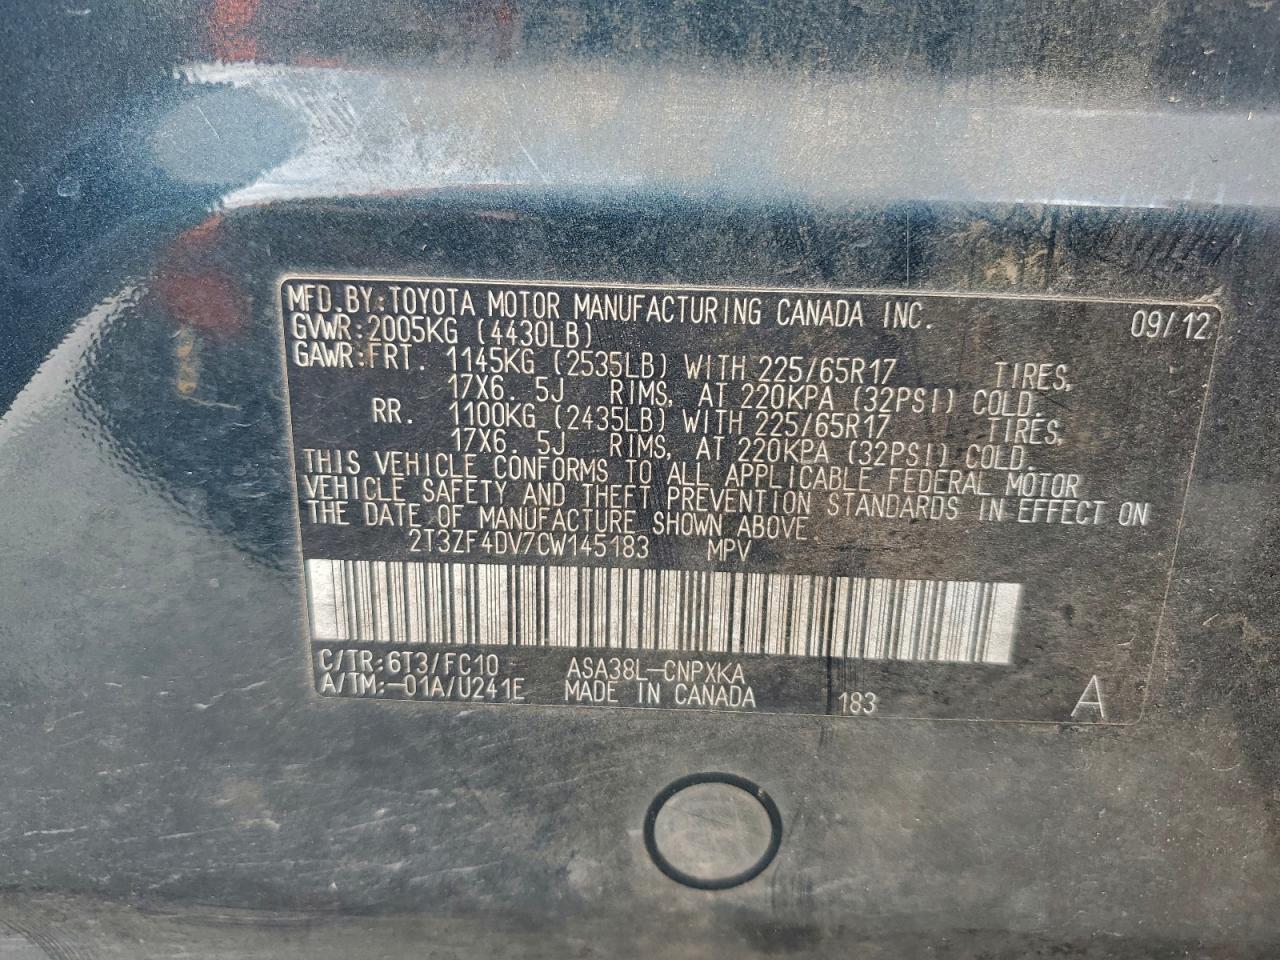 MFD.BY:TOYOTA MOTOR MANUFACTURING CANADA INC. 09/12
GVWR:2005KG (4430LB)
GAWR:FRT. 1145KG (2535LB) WITH 225/65R17 TIRES,
17X6. 5J RIMS, AT 220KPA (32PSI) COLD.
RR. 1100KG (2435LB) WITH 225/65R17 TIRES,
17X6. 5J RIMS, AT 220KPA (32PSI) COLD.
THIS VEHICLE CONFORMS TO ALL APPLICABLE FEDERAL MOTOR
VEHICLE SAFETY AND THEFT PREVENTION STANDARDS IN EFFECT ON
THE DATE OF MANUFACTURE SHOWN ABOVE.
2T3ZF4DV7CW145183 MPV
C/TR:6T3/FC10 ASA38L-CNPXKA
A/TM:-01A/U241E MADE IN CANADA 183 A